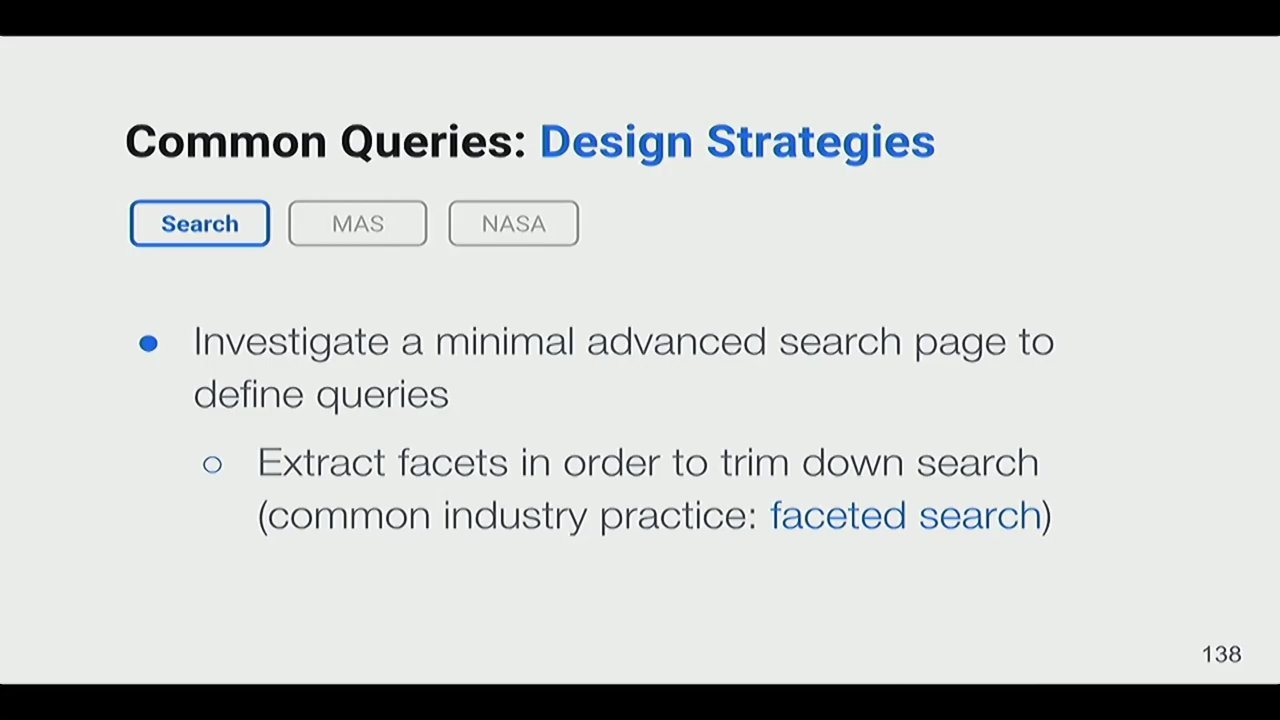 Common Queries: Design Strategies
Search MAS NASA
● Investigate a minimal advanced search page to
define queries
○ Extract facets in order to trim down search
(common industry practice: faceted search)
138